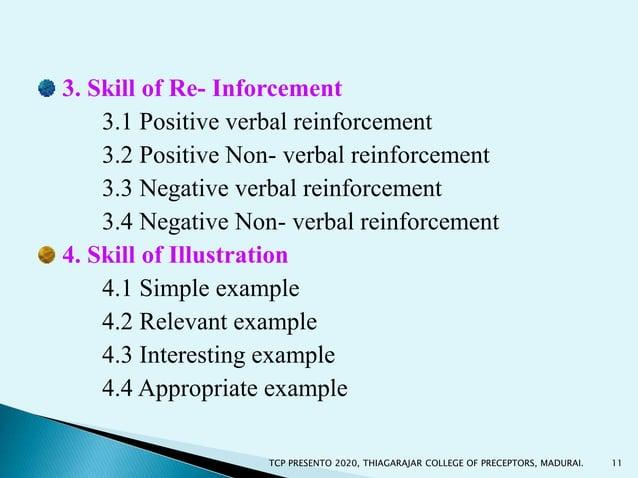 3. Skill of Re- Inforcement
3.1 Positive verbal reinforcement
3.2 Positive Non- verbal reinforcement
3.3 Negative verbal reinforcement
3.4 Negative Non- verbal reinforcement
4. Skill of Illustration
4.1 Simple example
4.2 Relevant example
4.3 Interesting example
4.4 Appropriate example
TCP PRESENTO 2020, THIAGARAJAR COLLEGE OF PRECEPTORS, MADURAI. 11